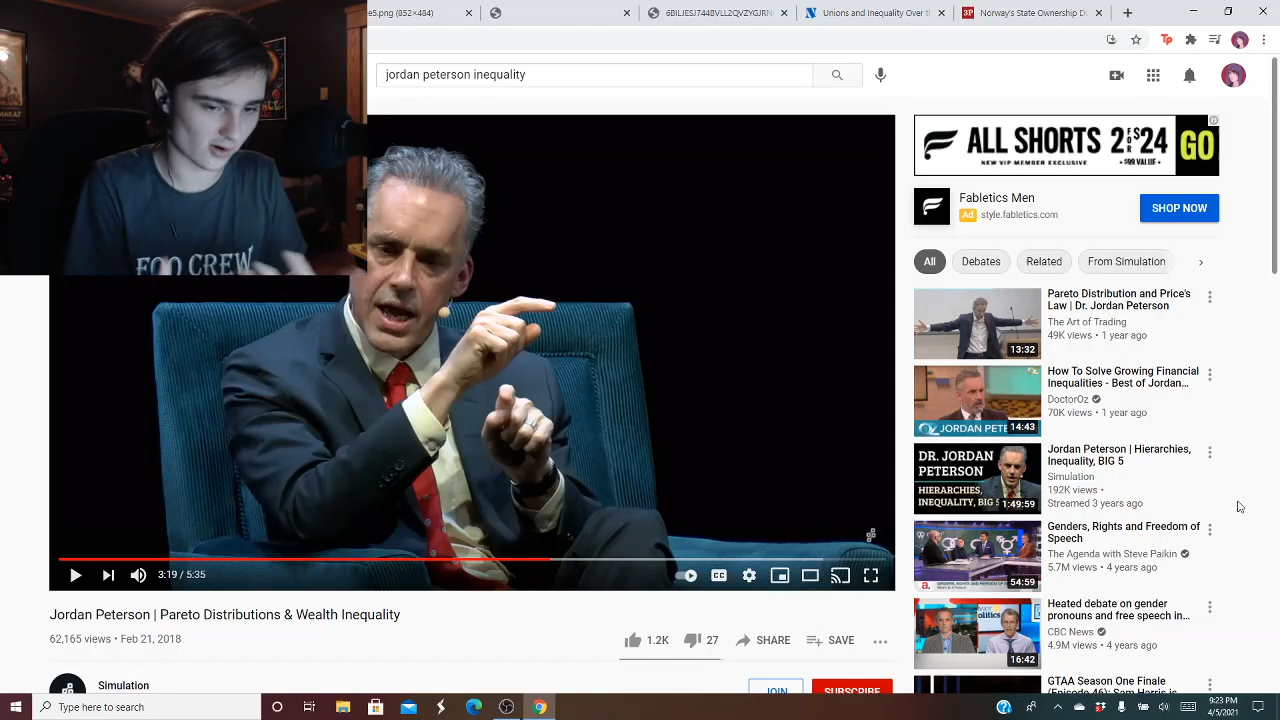 e5.png (852×484)
6BILJESJ744BVLL2CQVZYGJRN
Unions and Inequality Over th
Norway's State Ownership D
jordan peterson inequality
FOO CREW
ALL SHORTS 2 FOR $24
NEW VIP MEMBER EXCLUSIVE
GO
Fabletics Men
Ad style.fabletics.com
SHOP NOW
All
Debates
Related
From Simulation
Pareto Distribution and Price's
Law | Dr. Jordan Peterson
The Art of Trading
49K views • 1 year ago
13:32
How To Solve Growing Financial
Inequalities - Best of Jordan...
DoctorOz
70K views • 1 year ago
JORDAN PETE
14:43
DR. JORDAN
PETERSON
HIERARCHIES,
INEQUALITY, BIG 5
1:49:59
Jordan Peterson | Hierarchies,
Inequality, BIG 5
Simulation
192K views •
Streamed 3 years ago
Genders, Rights and Freedom of
Speech
The Agenda with Steve Paikin
5.7M views • 4 years ago
54:59
Heated debate on gender
pronouns and free speech in...
CBC News
4.9M views • 4 years ago
16:42
GTAA Season One Finale
(Episode 46) Sam Harris is
3:19 / 5:35
CC
Jordan Peterson | Pareto Distributions & Wealth Inequality
62,165 views • Feb 21, 2018
1.2K
27
SHARE
SAVE
Simulation
JOIN
SUBSCRIBE
Type here to search
9:23 PM
4/5/2021